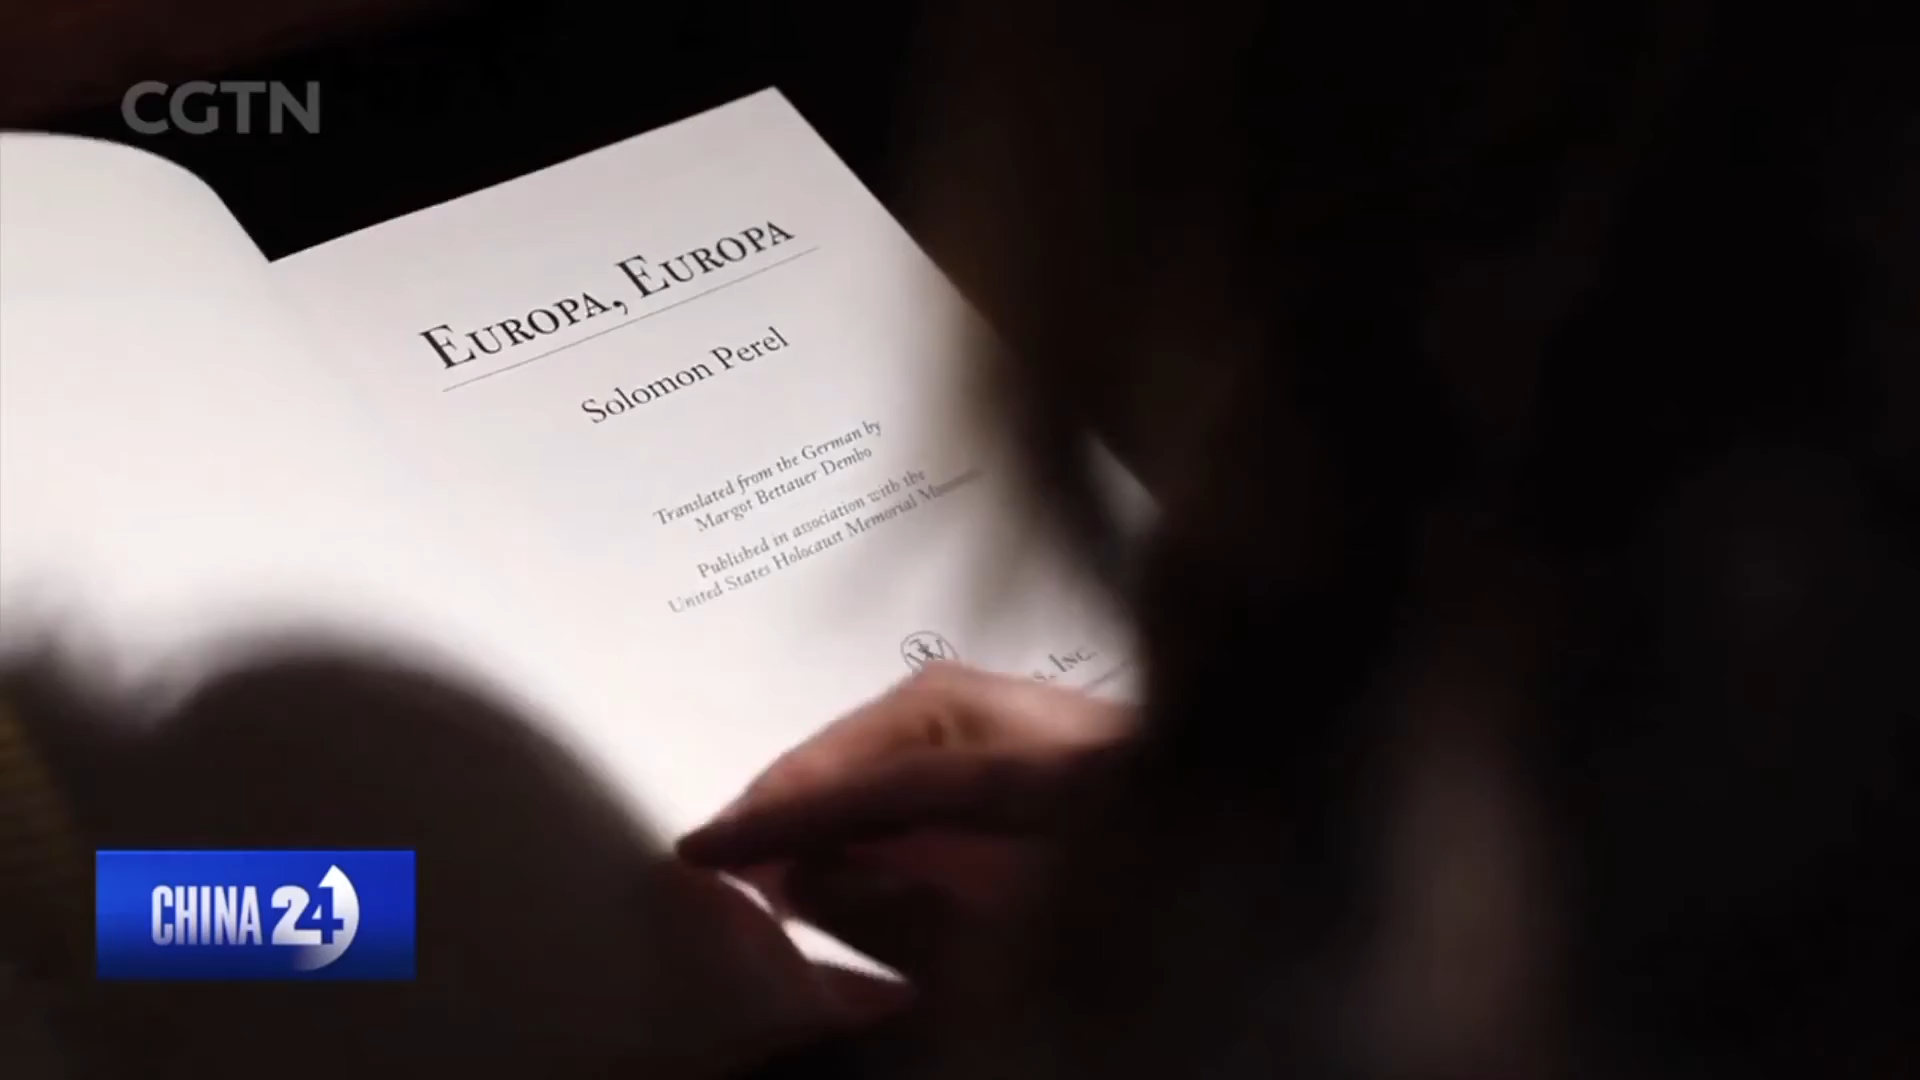 CGTN
EUROPA, EUROPA
Solomon Perel
Translated from the German by
Margot Bettauer Dembo
Published in association with the
United States Holocaust Memorial
INC.
CHINA 24